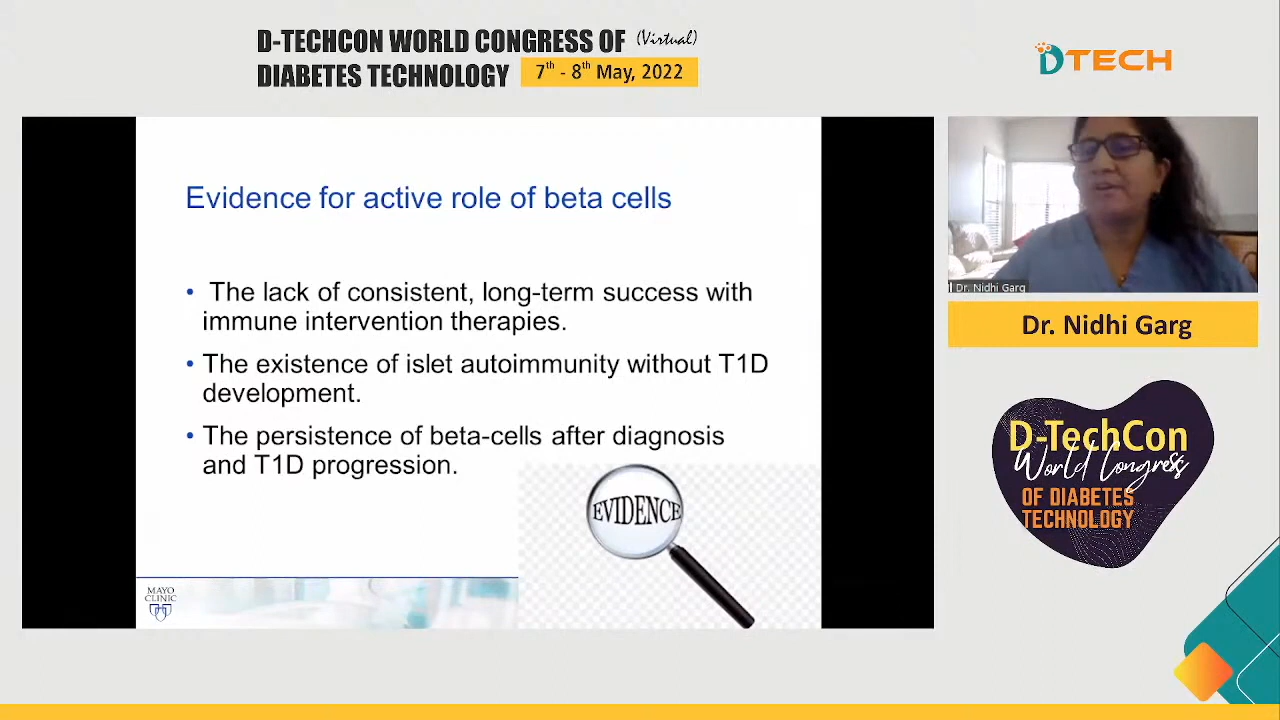 D-TECHCON WORLD CONGRESS OF (Virtual)
DIABETES TECHNOLOGY 7th - 8th May, 2022
DTECH
Evidence for active role of beta cells
• The lack of consistent, long-term success with
immune intervention therapies.
• The existence of islet autoimmunity without T1D
development.
• The persistence of beta-cells after diagnosis
and T1D progression.
EVIDENCE
MAYO
CLINIC
Dr. Nidhi Garg
Dr. Nidhi Garg
D-TechCon
World Congress
OF DIABETES
TECHNOLOGY